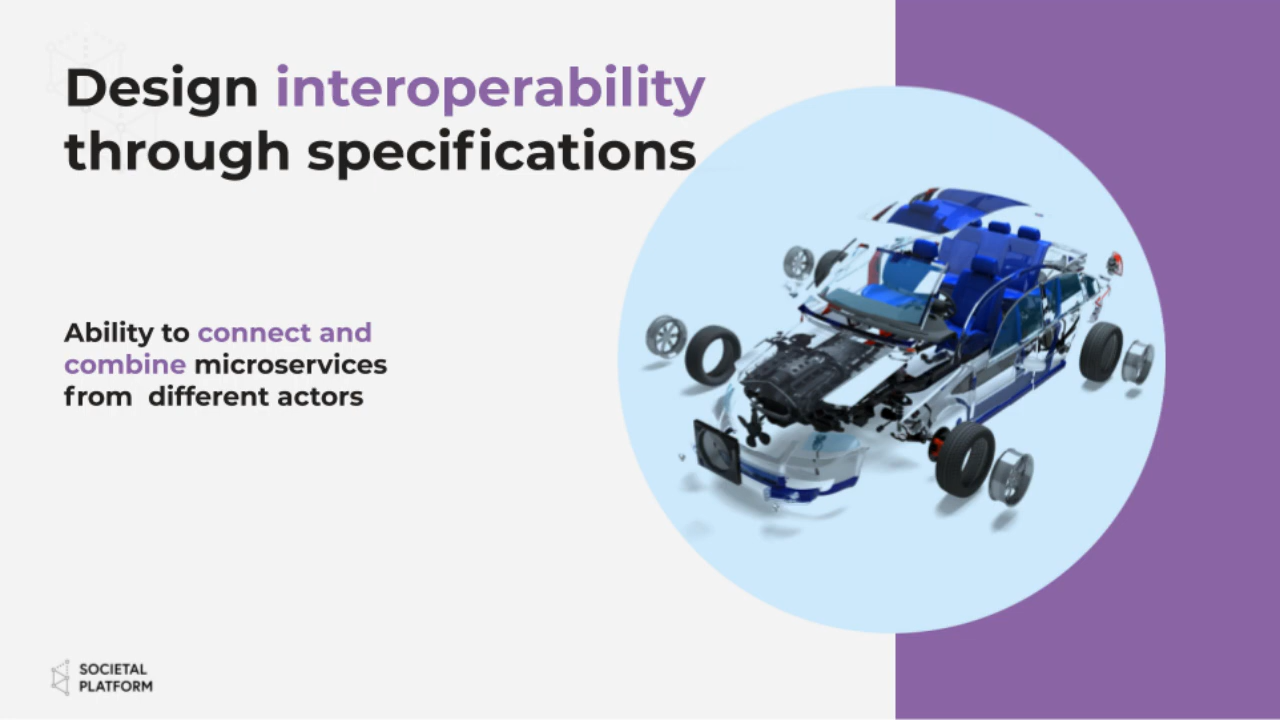 Design interoperability
through specifications
Ability to connect and
combine microservices
from  different actors
SOCIETAL
PLATFORM